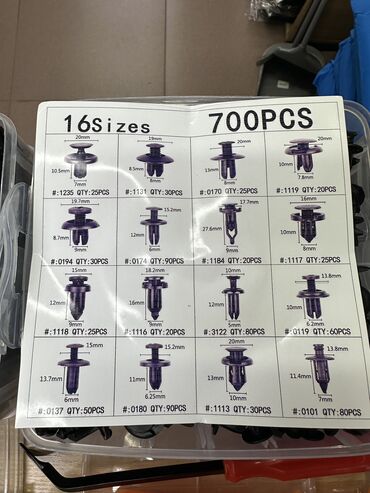 16Sizes 700PCS
20mm 19mm 20mm 20mm
10.5mm 8.5mm 13mm 10mm
7mm 8mm 8mm 7.8mm
#:1235 QTY:25PCS #:1131 QTY:30PCS #:0170 QTY:25PCS #:1119 QTY:20PCS
19.7mm 15.2mm 17.7mm 16mm
8.7mm 12mm 27.6mm 10mm
9mm 6mm 9mm 8mm
#:0194 QTY:30PCS #:0174 QTY:90PCS #:1184 QTY:20PCS #:1117 QTY:25PCS
15mm 18.2mm 10mm 13.8mm
12mm 16mm 12mm 10mm
9mm 9mm 5mm 6.2mm
#:1118 QTY:25PCS #:1116 QTY:20PCS #:3122 QTY:80PCS #:0119 QTY:60PCS
15mm 15.2mm 20mm 13.8mm
13.7mm 11mm 13mm 11.4mm
6mm 6.25mm 10mm 7mm
#:0137 QTY:50PCS #:0180 QTY:90PCS #:1113 QTY:30PCS #:0101 QTY:80PCS